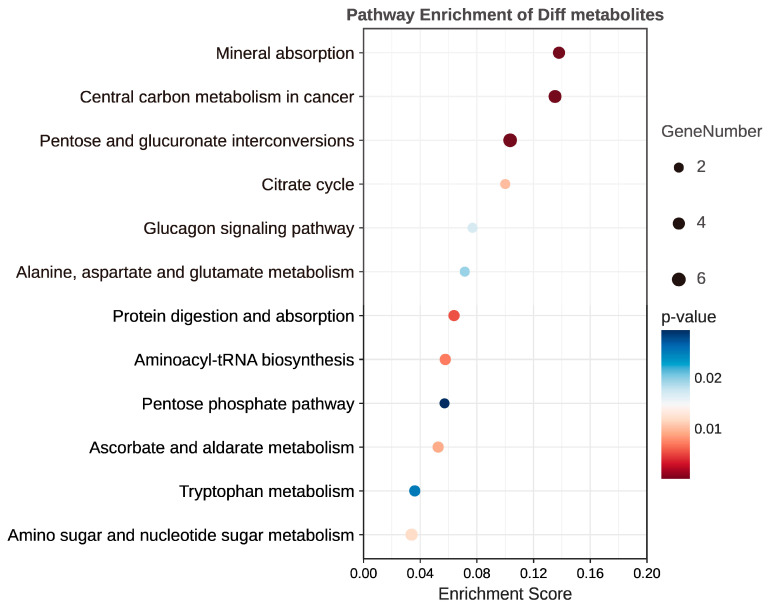 Pathway Enrichment of Diff metabolites
Mineral absorption
Central carbon metabolism in cancer
Pentose and glucuronate interconversions
Citrate cycle
Glucagon signaling pathway
Alanine, aspartate and glutamate metabolism
Protein digestion and absorption
Aminoacyl-tRNA biosynthesis
Pentose phosphate pathway
Ascorbate and aldarate metabolism
Tryptophan metabolism
Amino sugar and nucleotide sugar metabolism
0.00 0.04 0.08 0.12 0.16 0.20
Enrichment Score
GeneNumber
2
4
6
p-value
0.02
0.01